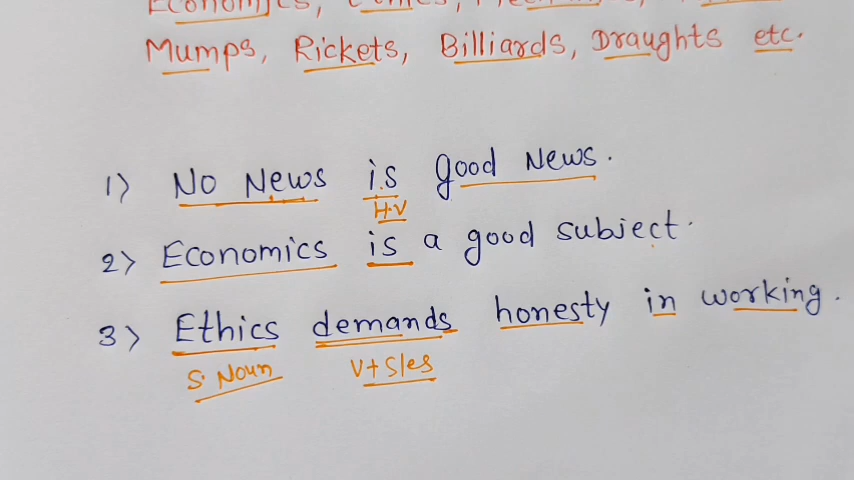 Economics,
Mumps, Rickets, Billiards, Draughts etc.
1) No News is good News.
H.V
2) Economics is a good subject.
3) Ethics demands honesty in working.
S. Noun V+S/es